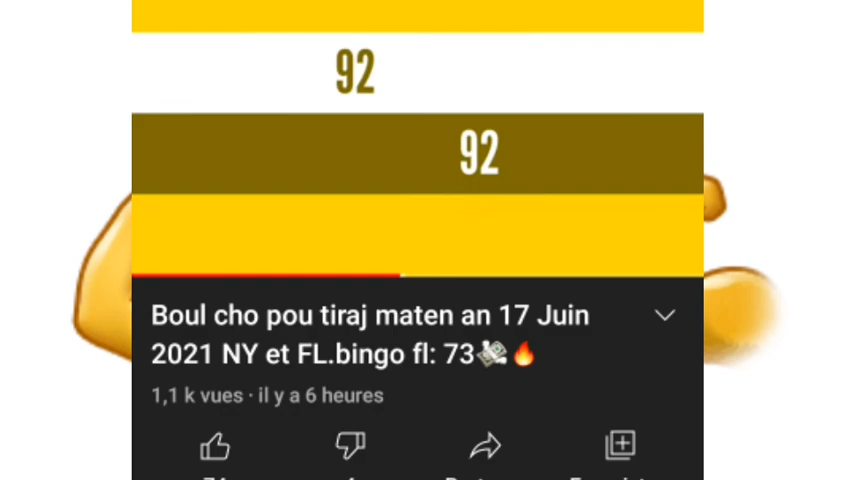 92
92
Boul cho pou tiraj maten an 17 Juin
2021 NY et FL.bingo fl: 73💸🔥
1,1 k vues · il y a 6 heures